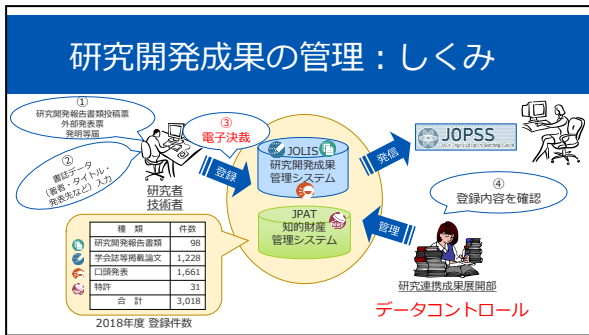 研究開発成果の管理：しくみ
①
研究開発報告書類投稿票
外部発表票
発明等届
②
書誌データ
（著者・タイトル・
発表先など）入力
研究者
技術者
③
電子決裁
登録
JOLIS
研究開発成果
管理システム
JPAT
知的財産
管理システム
発信
JOPSS
管理
④
登録内容を確認
研究連携成果展開部
データコントロール
種　類 件数
研究開発報告書類 98
学会誌等掲載論文 1,228
口頭発表 1,661
特許 31
合　計 3,018
2018年度 登録件数